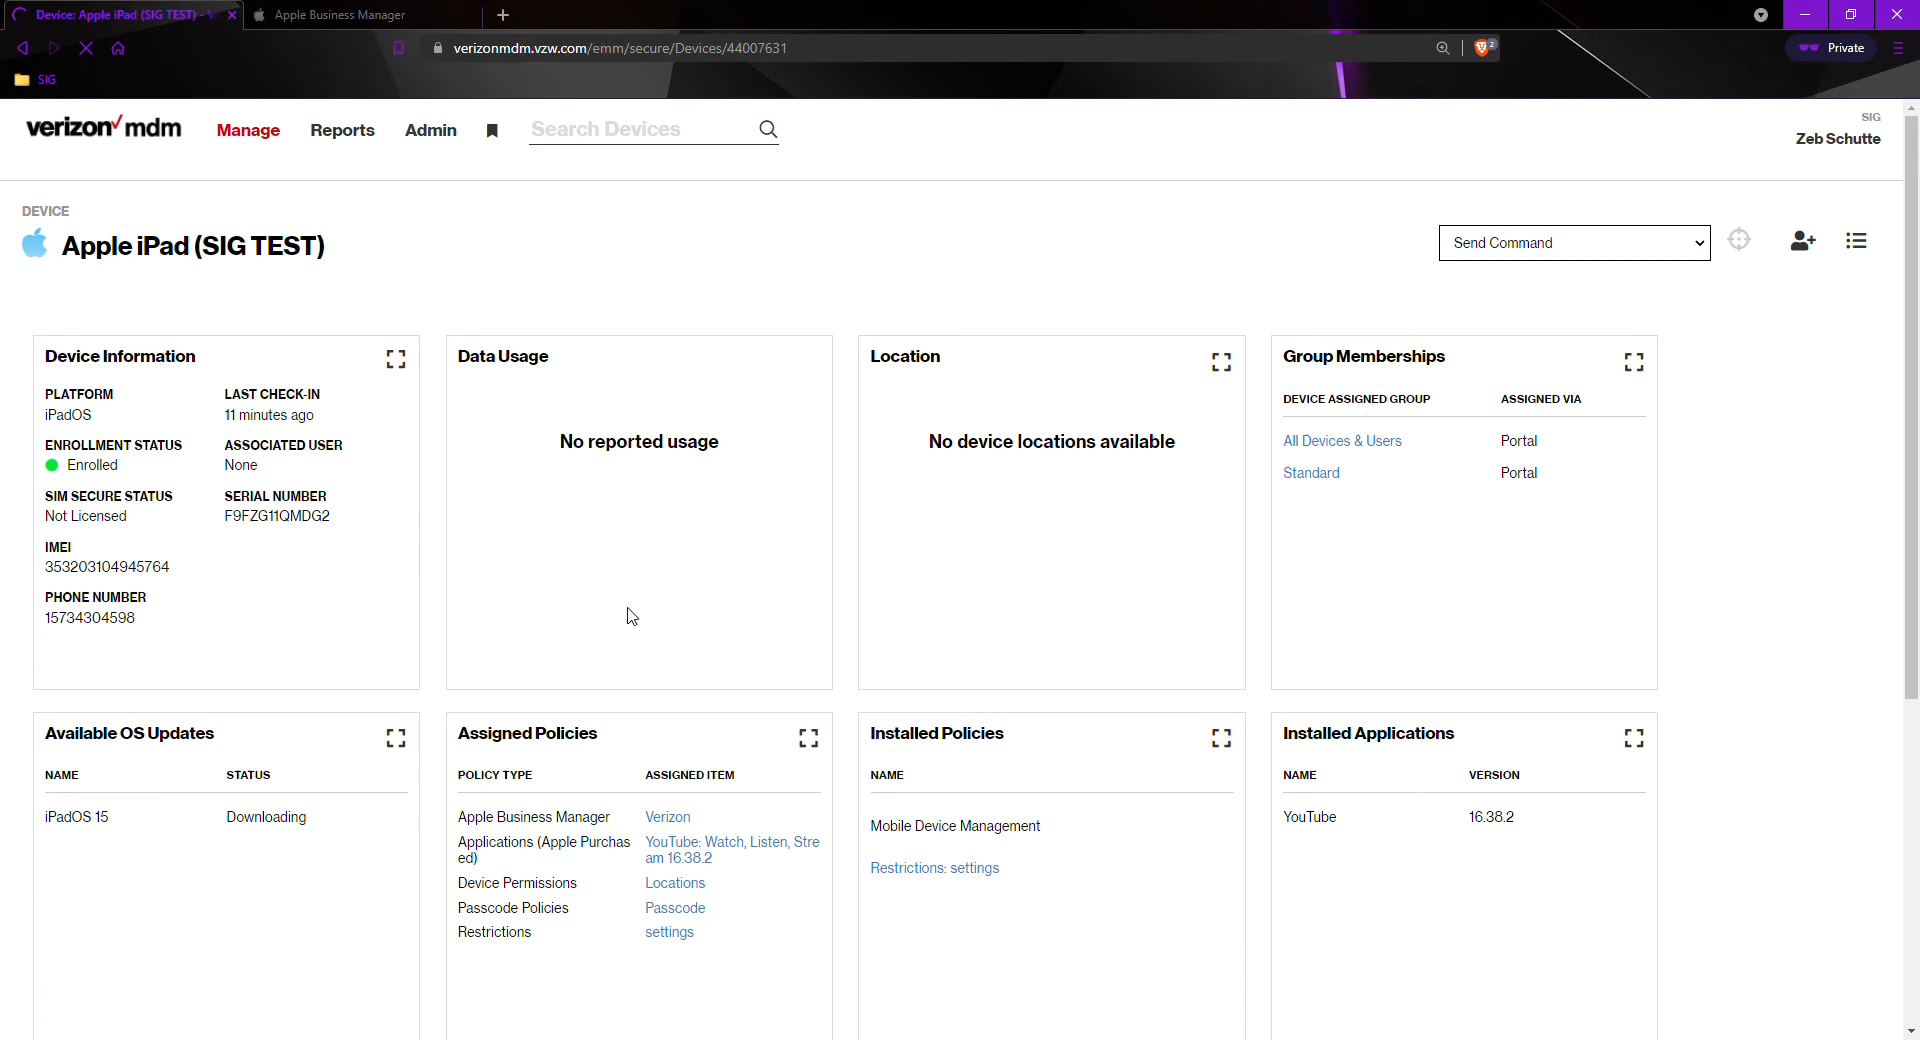 Device: Apple iPad (SIG TEST) - V
Apple Business Manager
verizonmdm.vzw.com/emm/secure/Devices/44007631
2
Private
SIG
verizon mdm
Manage
Reports
Admin
Search Devices
SIG
Zeb Schutte
DEVICE
Apple iPad (SIG TEST)
Send Command
Device Information
PLATFORM
LAST CHECK-IN
iPadOS
11 minutes ago
ENROLLMENT STATUS
ASSOCIATED USER
Enrolled
None
SIM SECURE STATUS
SERIAL NUMBER
Not Licensed
F9FZG11QMDG2
IMEI
353203104945764
PHONE NUMBER
15734304598
Data Usage
No reported usage
Location
No device locations available
Group Memberships
DEVICE ASSIGNED GROUP
ASSIGNED VIA
All Devices & Users
Portal
Standard
Portal
Available OS Updates
NAME
STATUS
iPadOS 15
Downloading
Assigned Policies
POLICY TYPE
ASSIGNED ITEM
Apple Business Manager
Verizon
Applications (Apple Purchas
ed)
YouTube: Watch, Listen, Stre
am 16.38.2
Device Permissions
Locations
Passcode Policies
Passcode
Restrictions
settings
Installed Policies
NAME
Mobile Device Management
Restrictions: settings
Installed Applications
NAME
VERSION
YouTube
16.38.2